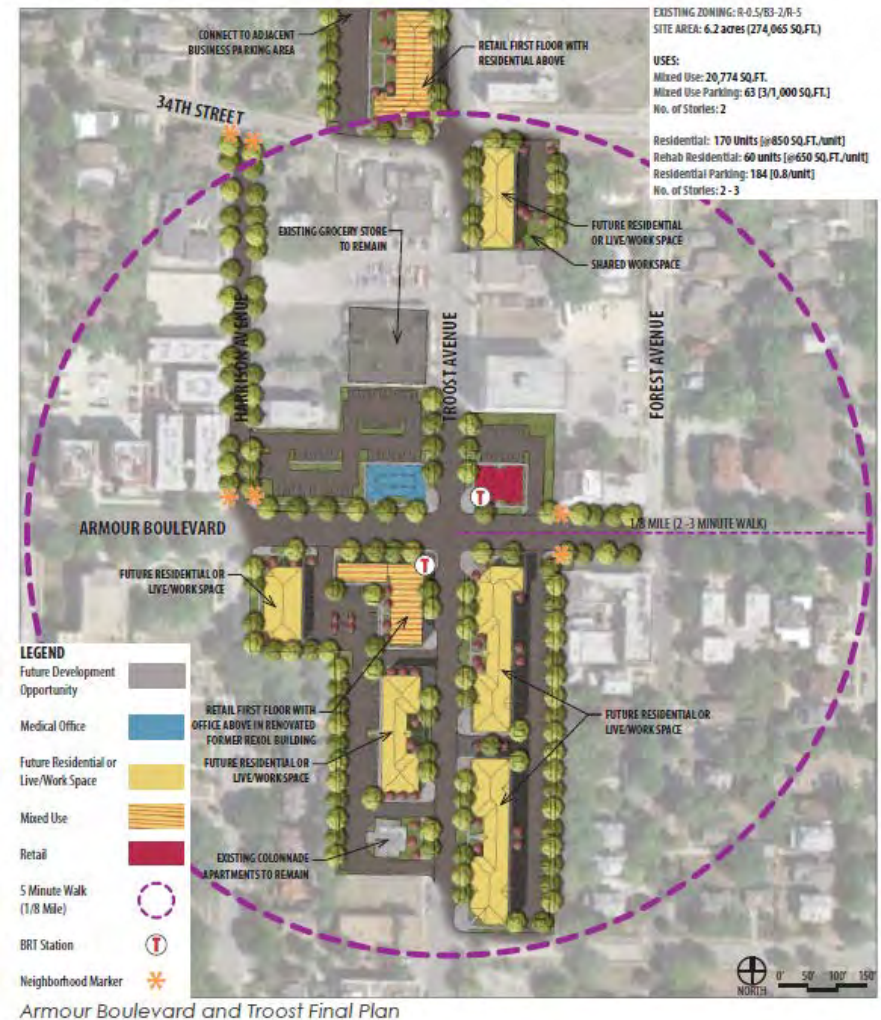 EXISTING ZONING: R-0.5/B3-2/R-5
SITE AREA: 6.2 acres (274,065 SQ.FT.)
USES:
Mixed Use: 20,774 SQ.FT.
Mixed Use Parking: 63 [3/1,000 SQ.FT.]
No. of Stories: 2
Residential: 170 Units [@850 SQ.FT./unit]
Rehab Residential: 60 units [@650 SQ.FT./unit]
Residential Parking: 184 [0.8/unit]
No. of Stories: 2 - 3
CONNECT TO ADJACENT
BUSINESS PARKING AREA
RETAIL FIRST FLOOR WITH
RESIDENTIAL ABOVE
34TH STREET
EXISTING GROCERY STORE
TO REMAIN
FUTURE RESIDENTIAL
OR LIVE/WORK SPACE
SHARED WORKSPACE
HARRISON AVENUE
TROOST AVENUE
FOREST AVENUE
T
ARMOUR BOULEVARD
1/8 MILE (2 -3 MINUTE WALK)
T
FUTURE RESIDENTIAL OR
LIVE/WORK SPACE
RETAIL FIRST FLOOR WITH
OFFICE ABOVE IN RENOVATED
FORMER REXOL BUILDING
FUTURE RESIDENTIAL OR
LIVE/WORK SPACE
FUTURE RESIDENTIAL OR
LIVE/WORK SPACE
EXISTING COLONNADE
APARTMENTS TO REMAIN
LEGEND
Future Development
Opportunity
Medical Office
Future Residential or
Live/Work Space
Mixed Use
Retail
5 Minute Walk
(1/8 Mile)
BRT Station
T
Neighborhood Marker
NORTH
0' 50' 100' 150'
Armour Boulevard and Troost Final Plan